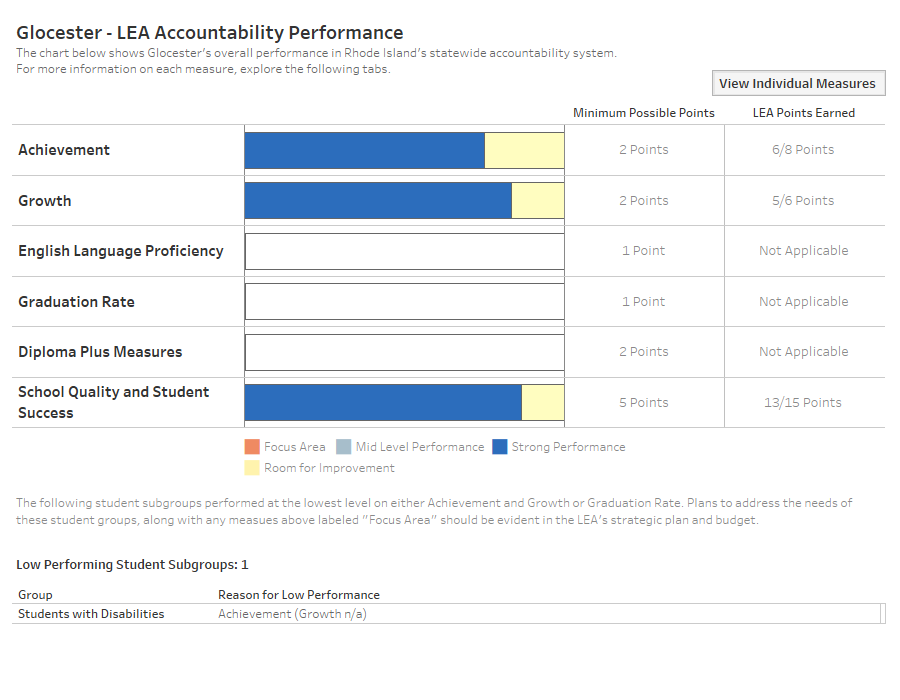 Glocester - LEA Accountability Performance
The chart below shows Glocester's overall performance in Rhode Island's statewide accountability system.
For more information on each measure, explore the following tabs.
View Individual Measures
Minimum Possible Points LEA Points Earned
Achievement 2 Points 6/8 Points
Growth 2 Points 5/6 Points
English Language Proficiency 1 Point Not Applicable
Graduation Rate 1 Point Not Applicable
Diploma Plus Measures 2 Points Not Applicable
School Quality and Student
Success 5 Points 13/15 Points
Focus Area Mid Level Performance Strong Performance
Room for Improvement
The following student subgroups performed at the lowest level on either Achievement and Growth or Graduation Rate. Plans to address the needs of
these student groups, along with any measues above labeled "Focus Area" should be evident in the LEA's strategic plan and budget.
Low Performing Student Subgroups: 1
Group Reason for Low Performance
Students with Disabilities Achievement (Growth n/a)